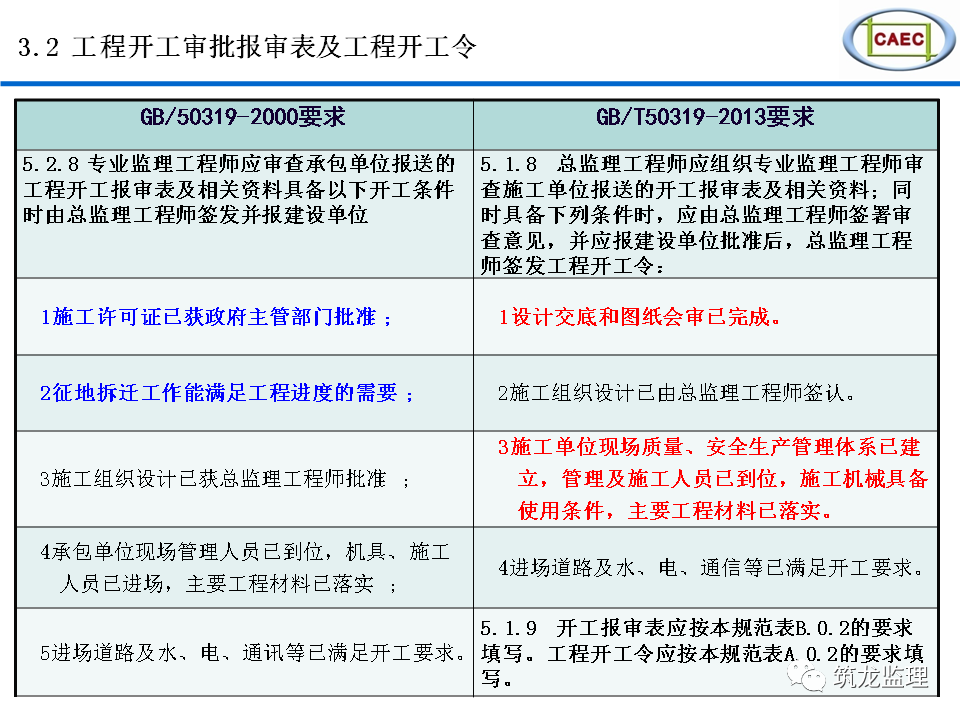 3.2 工程开工审批报审表及工程开工令
CAEC
GB/50319-2000要求
GB/T50319-2013要求
5.2.8 专业监理工程师应审查承包单位报送的
工程开工报审表及相关资料具备以下开工条件
时由总监理工程师签发并报建设单位
5.1.8 总监理工程师应组织专业监理工程师审
查施工单位报送的开工报审表及相关资料；同
时具备下列条件时，应由总监理工程师签署审
查意见，并应报建设单位批准后，总监理工程
师签发工程开工令：
1施工许可证已获政府主管部门批准；
1设计交底和图纸会审已完成。
2征地拆迁工作能满足工程进度的需要；
2施工组织设计已由总监理工程师签认。
3施工组织设计已获总监理工程师批准 ；
3施工单位现场质量、安全生产管理体系已建
立，管理及施工人员已到位，施工机械具备
使用条件，主要工程材料已落实。
4承包单位现场管理人员已到位，机具、施工
人员已进场，主要工程材料已落实 ；
4进场道路及水、电、通信等已满足开工要求。
5进场道路及水、电、通讯等已满足开工要求。
5.1.9 开工报审表应按本规范表B.0.2的要求
填写。工程开工令应按本规范表A.0.2的要求填
写。
筑龙监理